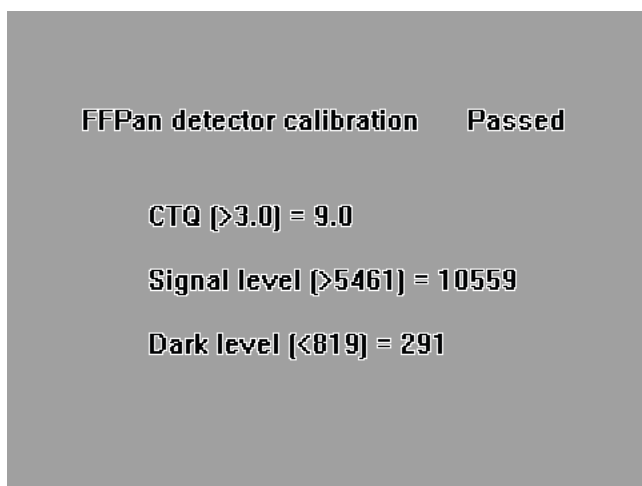 FFPan detector calibration Passed
CTQ (>3.0) = 9.0
Signal level (>5461) = 10559
Dark level (<819) = 291